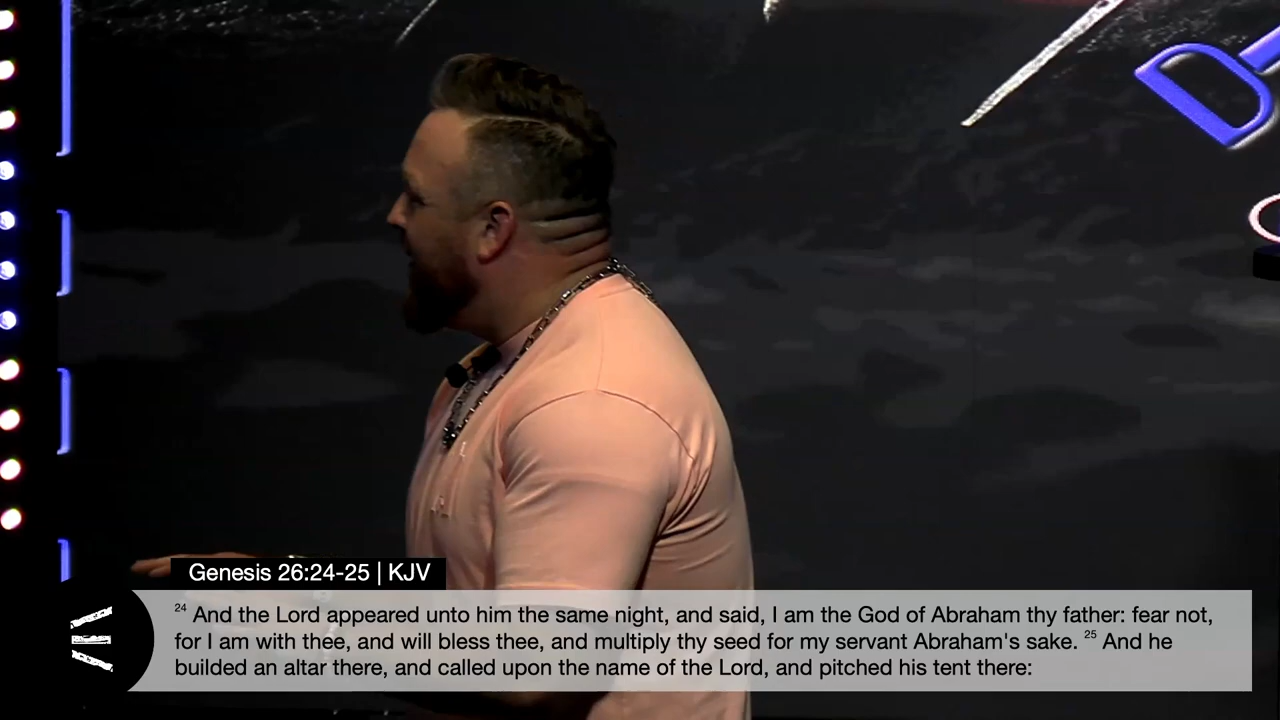 Genesis 26:24-25 | KJV
24 And the Lord appeared unto him the same night, and said, I am the God of Abraham thy father: fear not,
for I am with thee, and will bless thee, and multiply thy seed for my servant Abraham's sake. 25 And he
builded an altar there, and called upon the name of the Lord, and pitched his tent there: